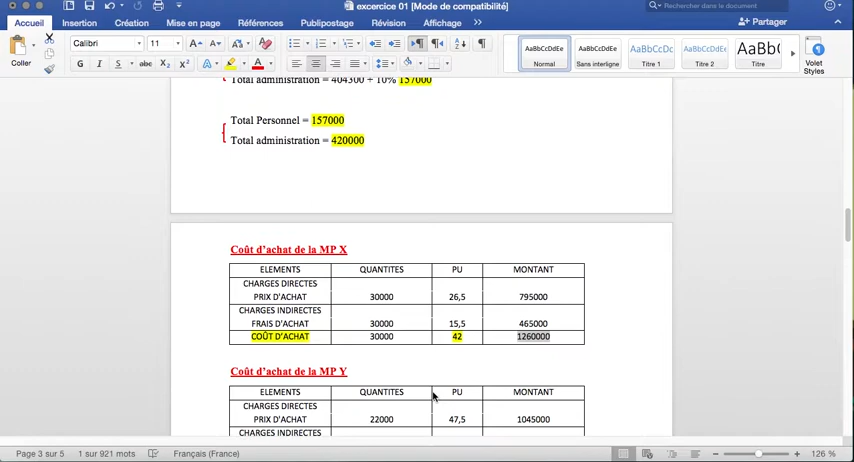 excercice 01 [Mode de compatibilité]
Rechercher dans le document
Accueil Insertion Création Mise en page Références Publipostage Révision Affichage >> Partager
Coller Calibri 11 A A Aa
G I S abc X₂ X² A A
AaBbCcDdEe AaBbCcDdEe AaBbCcDc AaBbCcDdEe AaBb(
Normal Sans interligne Titre 1 Titre 2 Titre
Volet Styles
Total administration = 404300 + 10% 157000
Total Personnel = 157000
Total administration = 420000
Coût d'achat de la MP X
ELEMENTS QUANTITES PU MONTANT
CHARGES DIRECTES
PRIX D'ACHAT 30000 26,5 795000
CHARGES INDIRECTES
FRAIS D'ACHAT 30000 15,5 465000
COÛT D'ACHAT 30000 42 1260000
Coût d'achat de la MP Y
ELEMENTS QUANTITES PU MONTANT
CHARGES DIRECTES
PRIX D'ACHAT 22000 47,5 1045000
CHARGES INDIRECTES
Page 3 sur 5 1 sur 921 mots Français (France) 126 %